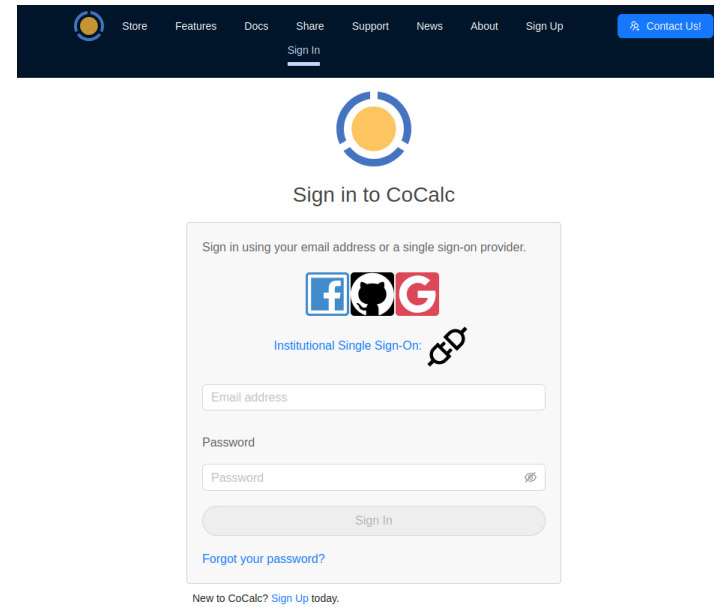 Store Features Docs Share Support News About Sign Up Contact Us!
Sign In
Sign in to CoCalc
Sign in using your email address or a single sign-on provider.
Institutional Single Sign-On:
Email address
Password
Password
Sign In
Forgot your password?
New to CoCalc? Sign Up today.